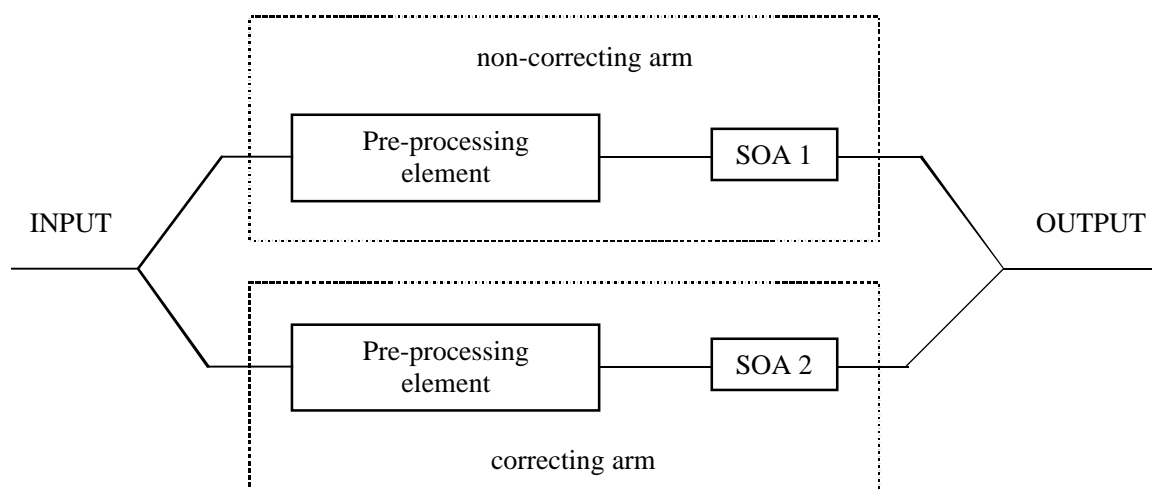 non-correcting arm
Pre-processing
element
SOA 1
INPUT
OUTPUT
Pre-processing
element
SOA 2
correcting arm